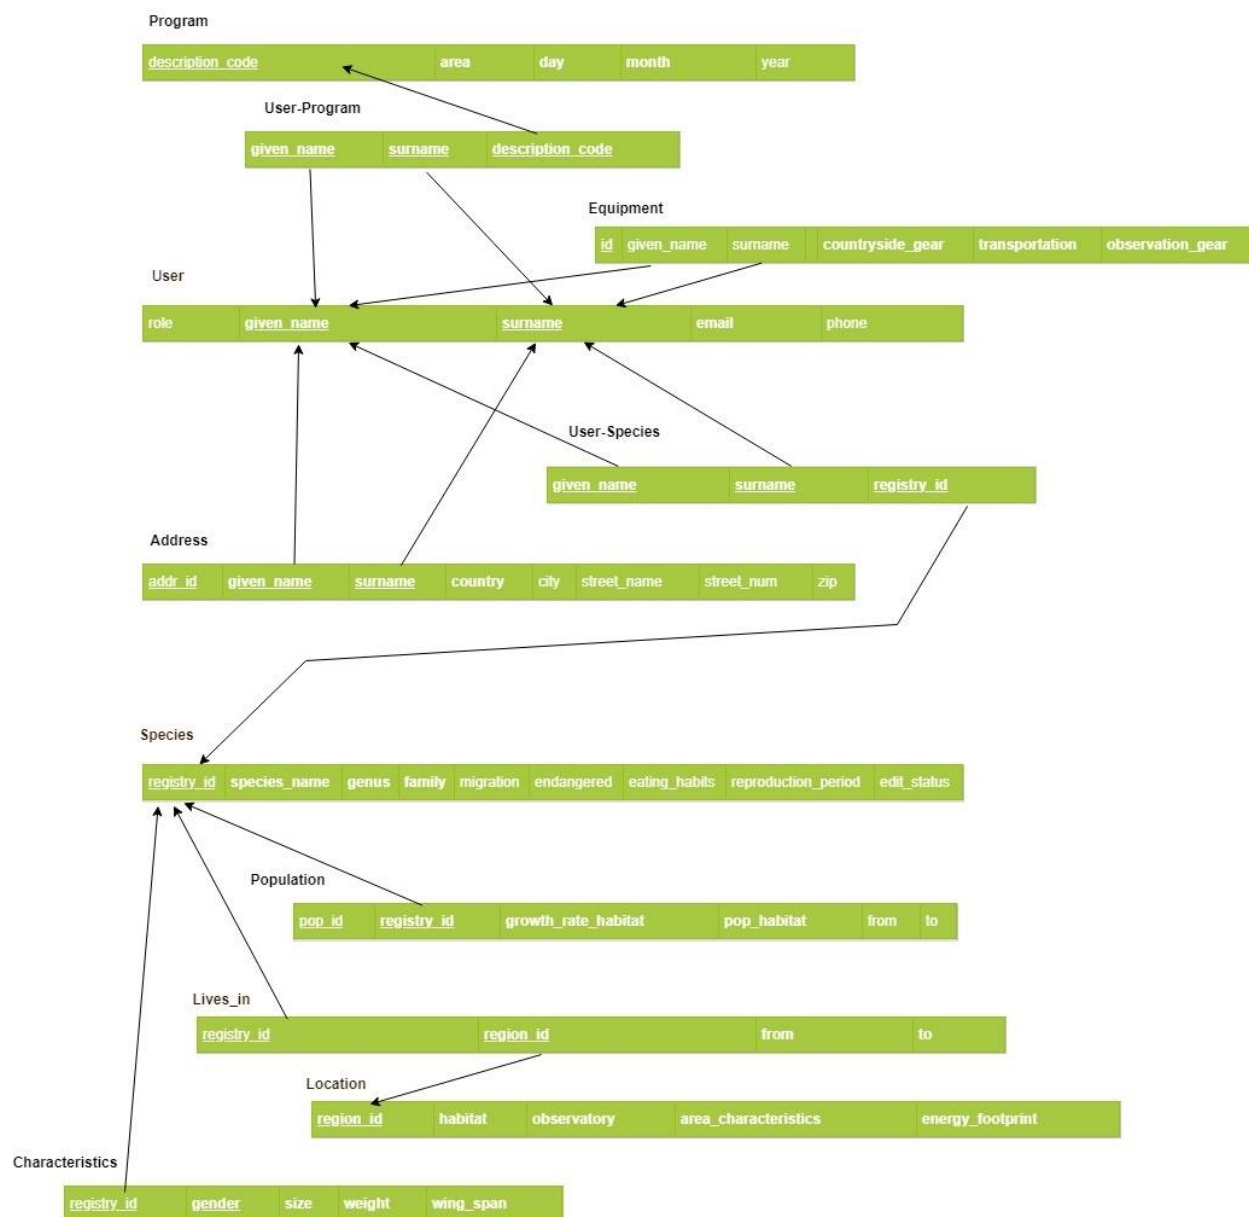 Program
description_code area day month year
User-Program
given_name surname description_code
Equipment
id given_name surname countryside_gear transportation observation_gear
User
role given_name surname email phone
User-Species
given_name surname registry_id
Address
addr_id given_name surname country city street_name street_num zip
Species
registry_id species_name genus family migration endangered eating_habits reproduction_period edit_status
Population
pop_id registry_id growth_rate_habitat pop_habitat from to
Lives_in
registry_id region_id from to
Location
region_id habitat observatory area_characteristics energy_footprint
Characteristics
registry_id gender size weight wing_span